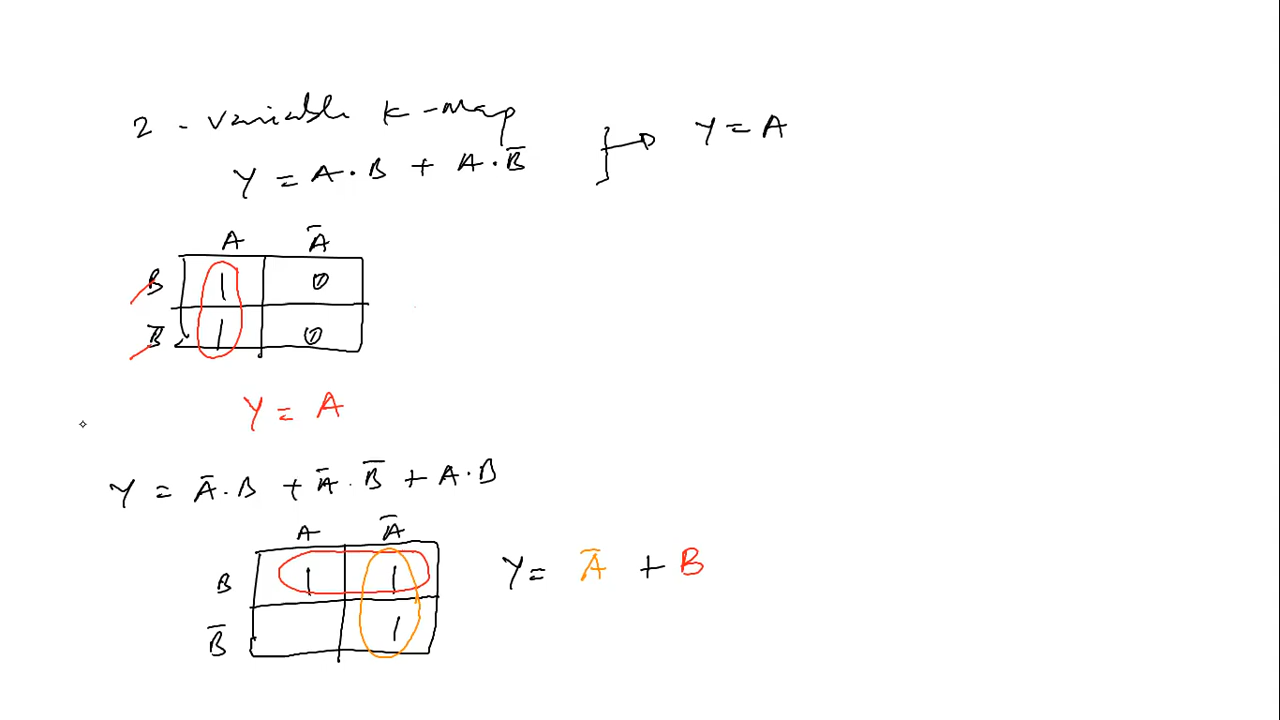 2 - variable K-map
Y = A · B + A · B̅
Y = A
A A̅
B 1 0
B̅ 1 0
Y = A
Y = A̅ · B + A̅ · B̅ + A · B
A A̅
B 1 1
B̅ 1
Y = A̅ + B